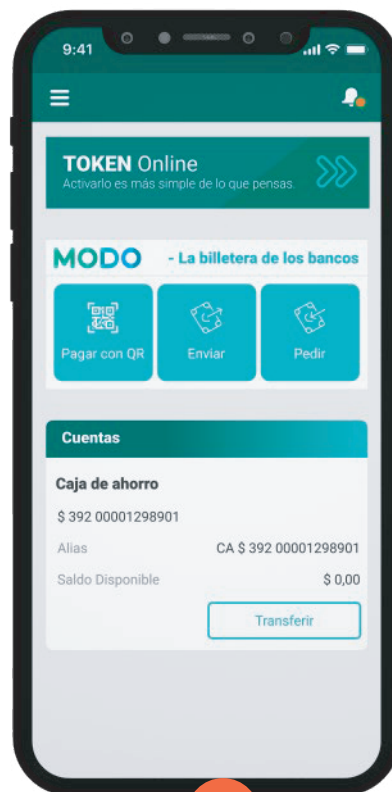 9:41
TOKEN Online
Activarlo es más simple de lo que pensas.
MODO - La billetera de los bancos
Pagar con QR Enviar Pedir
Cuentas
Caja de ahorro
$ 392 00001298901
Alias CA $ 392 00001298901
Saldo Disponible $ 0,00
Transferir